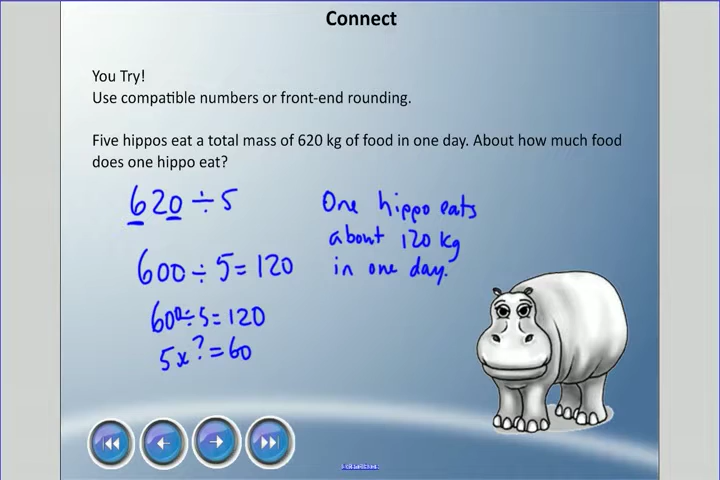 Connect
You Try!
Use compatible numbers or front-end rounding.
Five hippos eat a total mass of 620 kg of food in one day. About how much food
does one hippo eat?
620 ÷ 5
600 ÷ 5 = 120
600 ÷ 5 = 120
5 x ? = 60
One hippo eats
about 120 kg
in one day.